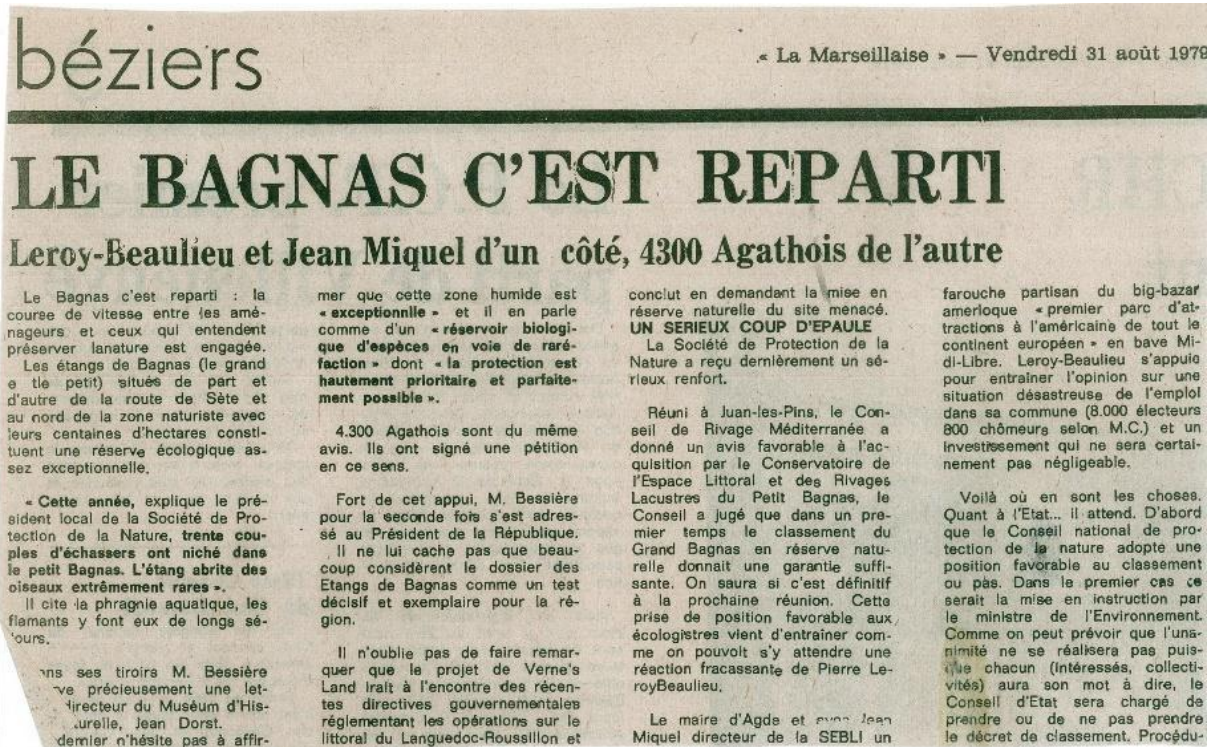 béziers
« La Marseillaise » — Vendredi 31 août 1979
LE BAGNAS C'EST REPARTI
Leroy-Beaulieu et Jean Miquel d'un côté, 4300 Agathois de l'autre
Le Bagnas c'est reparti : la
couree de vitesse entre les amé-
nageurs et ceux qui entendent
préserver lanature est engagée.
Les étangs de Bagnas (le grand
e tle petit) situés de part et
d'autre de la route de Sète et
au nord de la zone naturiste avec
leurs centaines d'hectares consti-
tuent une réserve écologique as-
sez exceptionnelle.
« Cette année, explique le pré-
sident local de la Société de Pro-
tection de la Nature, trente cou-
ples d'échassers ont niché dans
le petit Bagnas. L'étang abrite des
oiseaux extrêmement rares ».
Il cite la phragnie aquatique, les
flamants y font eux de longs sé-
jours.
ses tiroirs M. Bessière
précieusement une let-
directeur du Muséum d'His-
Jean Dorst.
dernier n'hésite pas à affir-
mer que cette zone humide est
« exceptionnlle » et il en parle
comme d'un « réservoir biologi-
que d'espèces en voie de raré-
faction » dont « la protection est
hautement prioritaire et parfaite-
ment possible ».
4.300 Agathois sont du même
avis. Ils ont signé une pétition
en ce sens.
Fort de cet appui, M. Bessière
pour la seconde fois s'est adres-
sé au Président de la République.
Il ne lui cache pas que beau-
coup considèrent le dossier des
Etangs de Bagnas comme un test
décisif et exemplaire pour la ré-
gion.
Il n'oublie pas de faire remar-
quer que le projet de Verne's
Land irait à l'encontre des récen-
tes directives gouvernementales
réglementant les opérations sur le
littoral du Languedoc-Roussillon et
conclut en demandant la mise en
réserve naturelle du site menacé.
UN SERIEUX COUP D'EPAULE
La Société de Protection de la
Nature a reçu dernièrement un sé-
rieux renfort.
Réuni à Juan-les-Pins, le Con-
seil de Rivage Méditerranée a
donné un avis favorable à l'ac-
quisition par le Conservatoire de
l'Espace Littoral et des Rivages
Lacustres du Petit Bagnas, le
Conseil a jugé que dans un pre-
mier temps le classement du
Grand Bagnas en réserve natu-
relle donnait une garantie suffi-
sante. On saura si c'est définitif
à la prochaine réunion. Cette
prise de position favorable aux
écologistres vient d'entraîner com-
me on pouvoit s'y attendre une
réaction fracassante de Pierre Le-
royBeaulieu.
Le maire d'Agde et Jean
Miquel directeur de la SEBLI un
farouche partisan du big-bazar
amerloque « premier parc d'at-
tractions à l'américaine de tout le
continent européen » en bave Mi-
di-Libre. Leroy-Beaulieu s'appuie
pour entraîner l'opinion sur une
situation désastreuse de l'emploi
dans sa commune (8.000 électeurs
800 chômeurs selon M.C.) et un
investissement qui ne sera certai-
nement pas négligeable.
Voilà où en sont les choses.
Quant à l'Etat... il attend. D'abord
que le Conseil national de pro-
tection de la nature adopte une
position favorable au classement
ou pas. Dans le premier cas ce
serait la mise en instruction par
le ministre de l'Environnement.
Comme on peut prévoir que l'una-
nimité ne se réalisera pas puis-
que chacun (intéressés, collecti-
vités) aura son mot à dire, le
Conseil d'Etat sera chargé de
prendre ou de ne pas prendre
le décret de classement. Procédu-